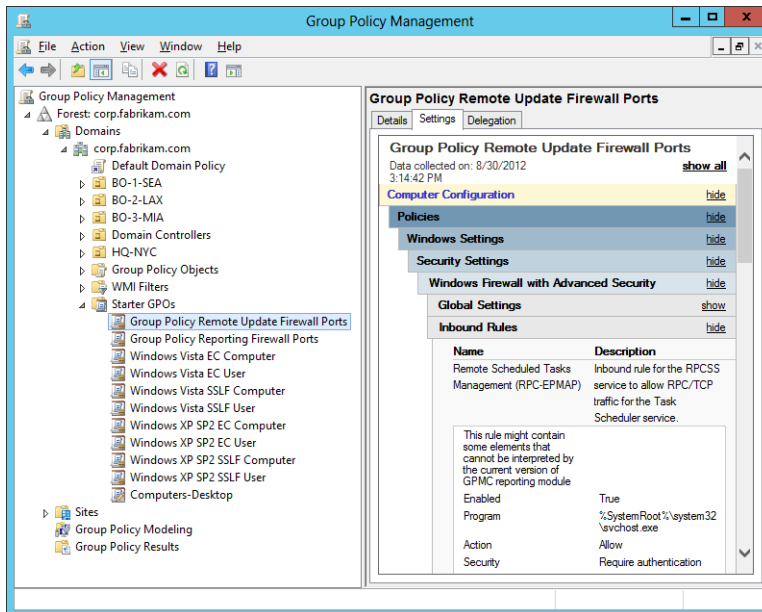 Group Policy Management
File Action View Window Help
Group Policy Management
Forest: corp.fabrikam.com
Domains
corp.fabrikam.com
Default Domain Policy
BO-1-SEA
BO-2-LAX
BO-3-MIA
Domain Controllers
HQ-NYC
Group Policy Objects
WMI Filters
Starter GPOs
Group Policy Remote Update Firewall Ports
Group Policy Reporting Firewall Ports
Windows Vista EC Computer
Windows Vista EC User
Windows Vista SSLF Computer
Windows Vista SSLF User
Windows XP SP2 EC Computer
Windows XP SP2 EC User
Windows XP SP2 SSLF Computer
Windows XP SP2 SSLF User
Computers-Desktop
Sites
Group Policy Modeling
Group Policy Results
Group Policy Remote Update Firewall Ports
Details Settings Delegation
Group Policy Remote Update Firewall Ports
Data collected on: 8/30/2012 show all
3:14:42 PM
Computer Configuration hide
Policies hide
Windows Settings hide
Security Settings hide
Windows Firewall with Advanced Security hide
Global Settings show
Inbound Rules hide
Name Description
Remote Scheduled Tasks Inbound rule for the RPCSS
Management (RPC-EPMAP) service to allow RPC/TCP
traffic for the Task
Scheduler service.
This rule might contain
some elements that
cannot be interpreted by
the current version of
GPMC reporting module
Enabled True
Program %SystemRoot%\system32
\svchost.exe
Action Allow
Security Require authentication